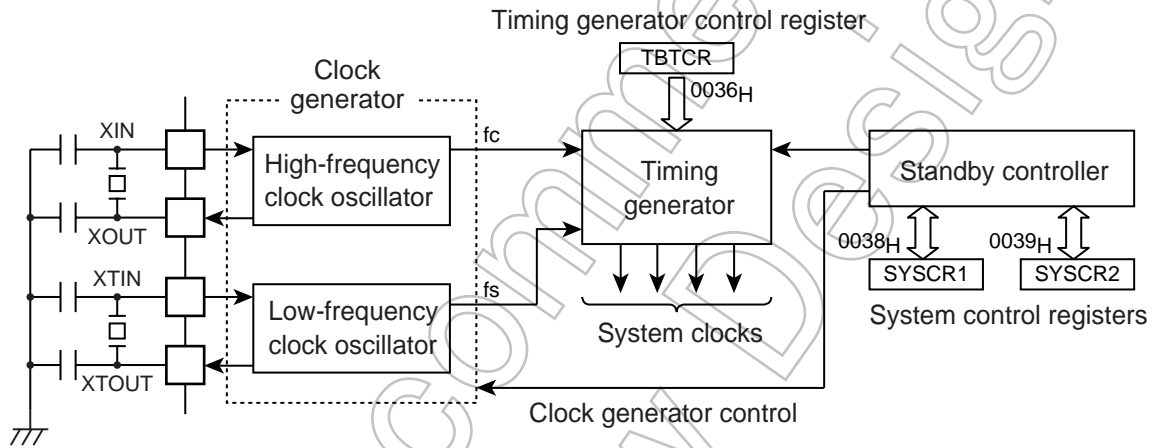 Timing generator control register
TBTCR
0036H
Clock
generator
XIN
High-frequency
clock oscillator
fc
XOUT
Timing
generator
Standby controller
0038H
0039H
SYSCR1
SYSCR2
System control registers
XTIN
Low-frequency
clock oscillator
fs
XTOUT
System clocks
Clock generator control